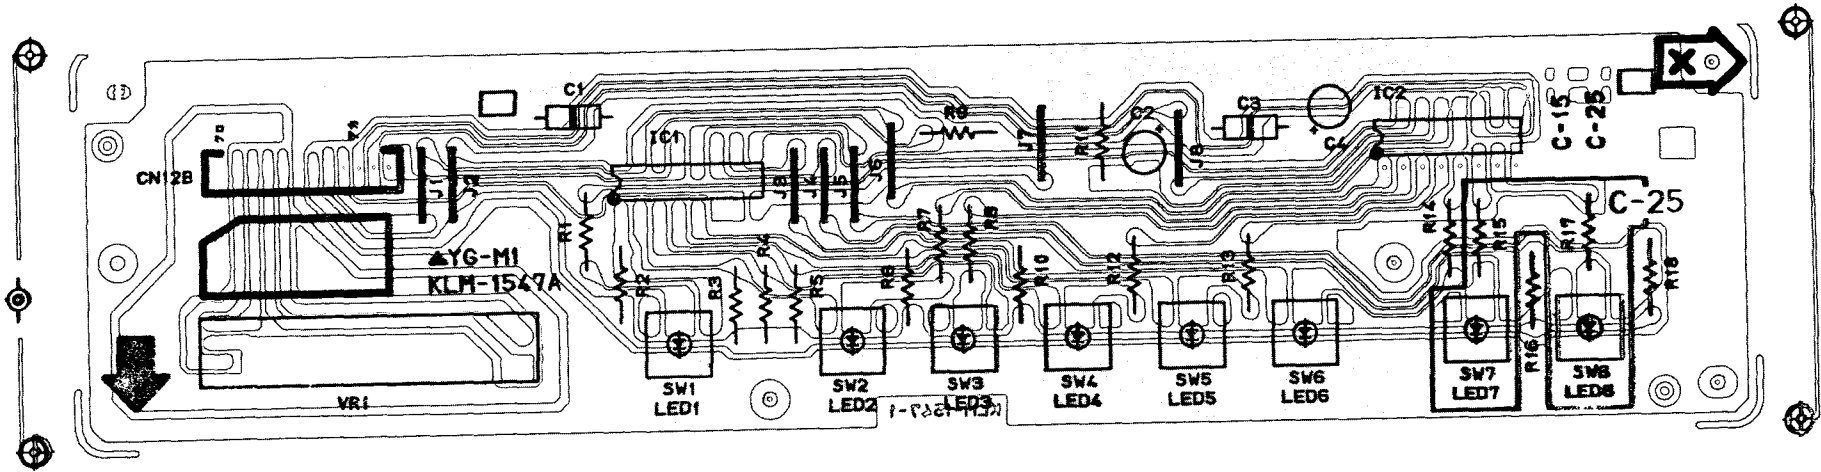 C1
IC1
R9
J7
R11
C2
J8
C3
IC2
C4
C-15
C-25
CN12B
J1
J2
J3
J4
J5
J6
R1
R2
R3
R4
R5
R6
R7
R8
R10
R12
R13
R14
R15
R17
R18
R16
C-25
▲YG-M1
KLM-1547A
VR1
SW1
LED1
SW2
LED2
SW3
LED3
SW4
LED4
SW5
LED5
SW6
LED6
SW7
LED7
SW8
LED8